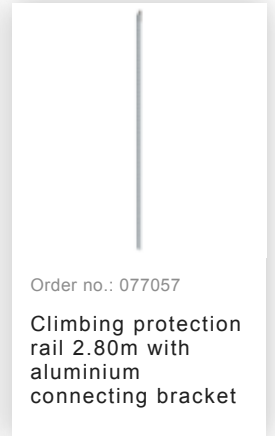 Order no.: 077057
Climbing protection
rail 2.80m with
aluminium
connecting bracket